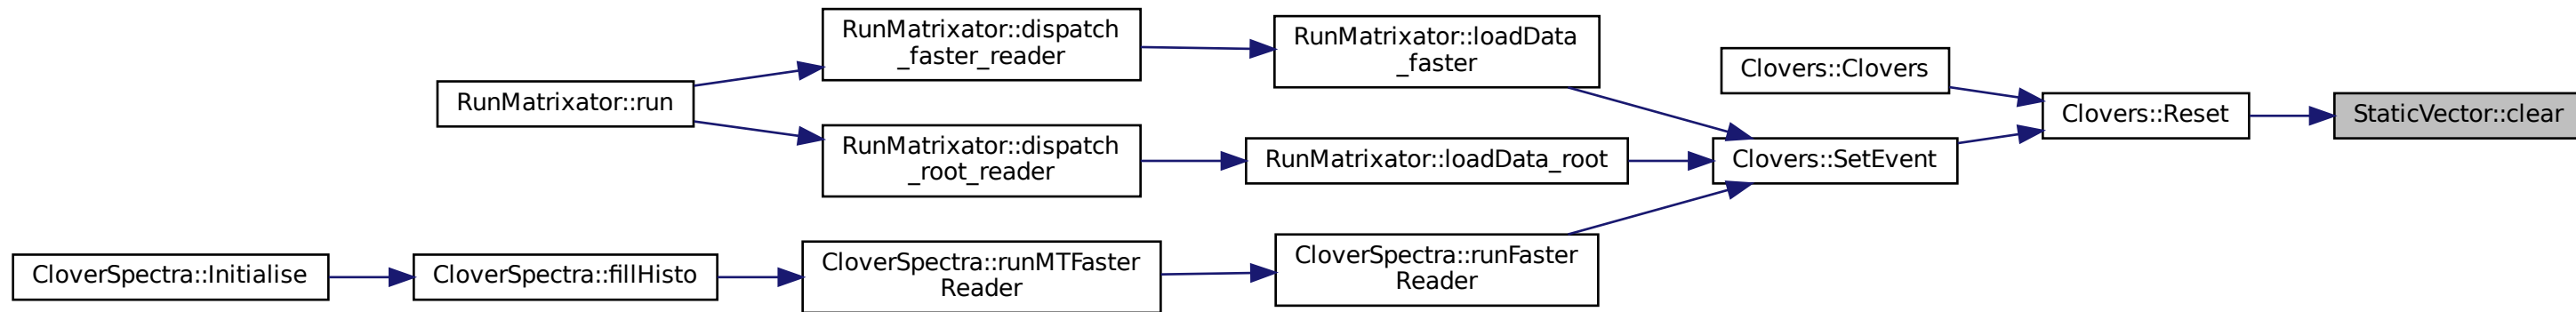 RunMatrixator::dispatch
_faster_reader
RunMatrixator::loadData
_faster
Clovers::Clovers
RunMatrixator::run
Clovers::Reset
StaticVector::clear
RunMatrixator::dispatch
_root_reader
RunMatrixator::loadData_root
Clovers::SetEvent
CloverSpectra::Initialise
CloverSpectra::fillHisto
CloverSpectra::runMTFaster
Reader
CloverSpectra::runFaster
Reader